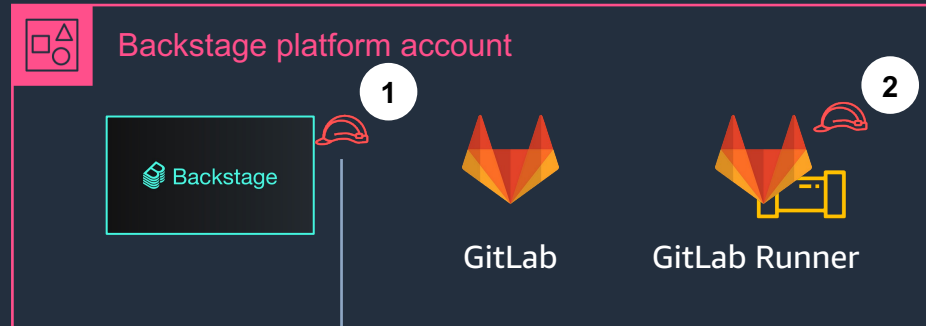 Backstage platform account
1
2
Backstage
GitLab
GitLab Runner